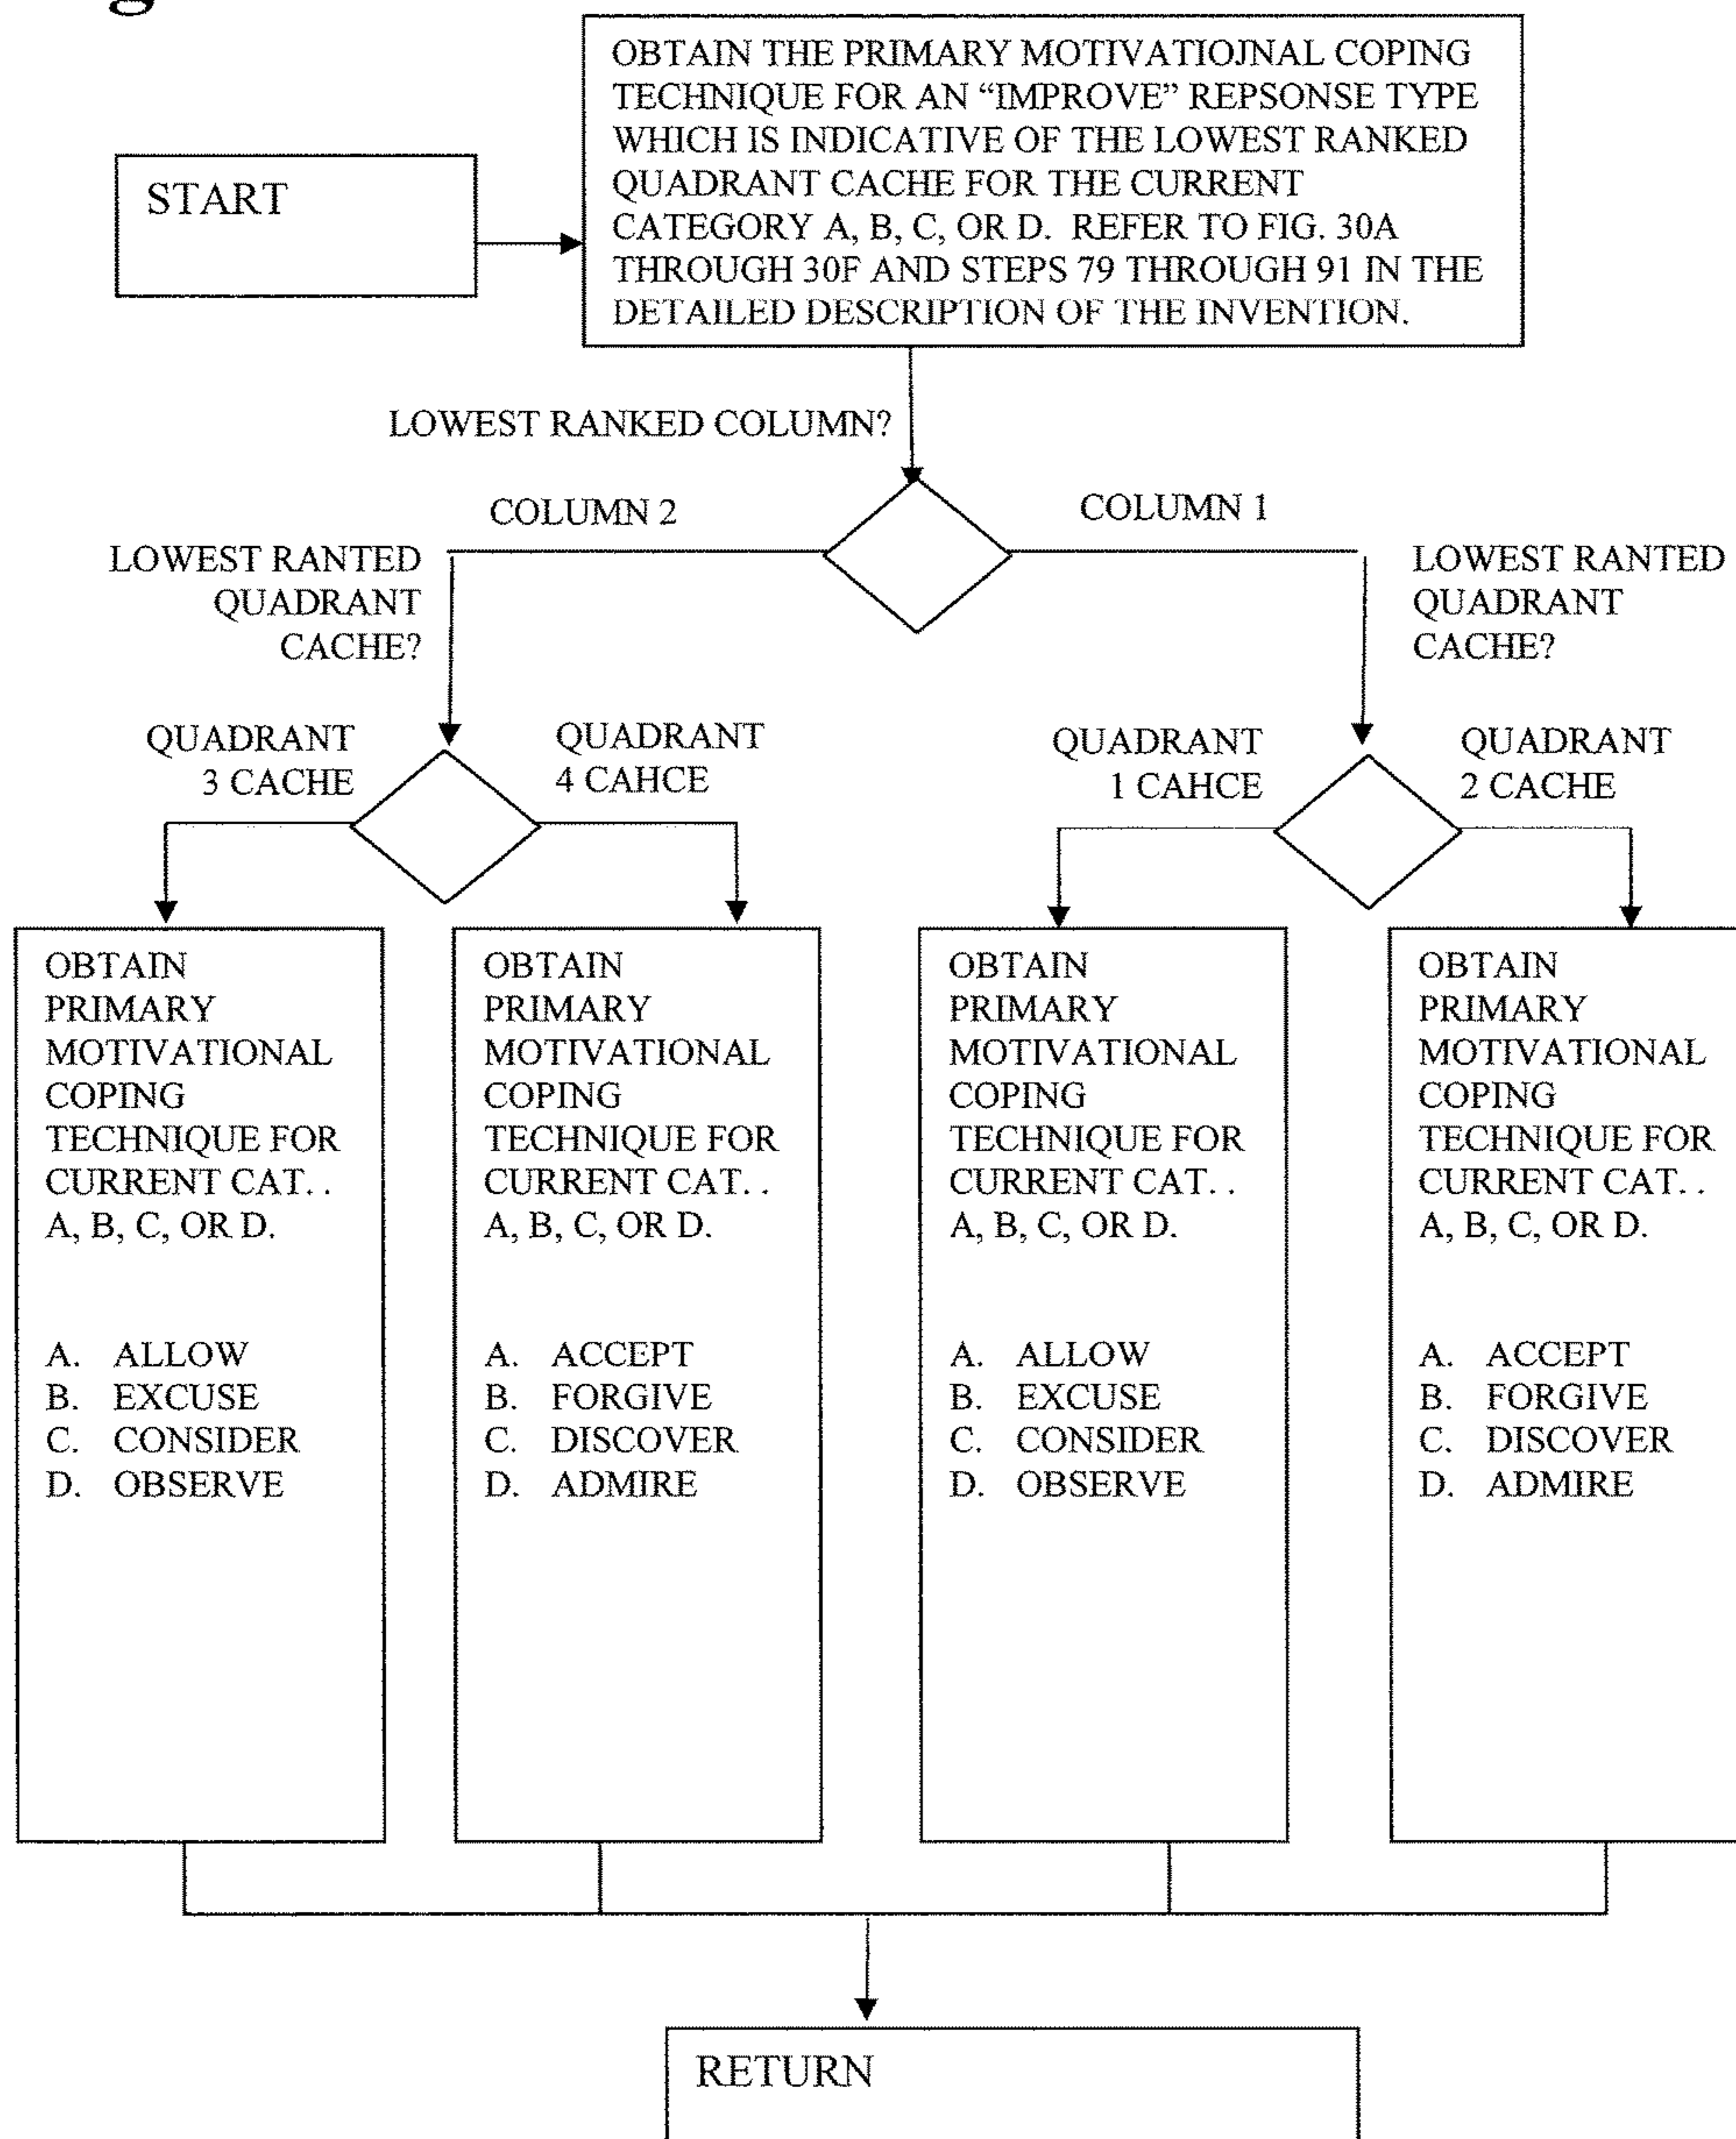 OBTAIN THE PRIMARY MOTIVATIOJNAL COPING
TECHNIQUE FOR AN “IMPROVE” REPSONSE TYPE
WHICH IS INDICATIVE OF THE LOWEST RANKED
QUADRANT CACHE FOR THE CURRENT
CATEGORY A, B, C, OR D. REFER TO FIG. 30A
THROUGH 30F AND STEPS 79 THROUGH 91 IN THE
DETAILED DESCRIPTION OF THE INVENTION.
START
LOWEST RANKED COLUMN?
COLUMN 2
COLUMN 1
LOWEST RANTED
QUADRANT
CACHE?
LOWEST RANTED
QUADRANT
CACHE?
QUADRANT
3 CACHE
QUADRANT
4 CAHCE
QUADRANT
1 CAHCE
QUADRANT
2 CACHE
OBTAIN
PRIMARY
MOTIVATIONAL
COPING
TECHNIQUE FOR
CURRENT CAT. .
A, B, C, OR D.
A. ALLOW
B. EXCUSE
C. CONSIDER
D. OBSERVE
OBTAIN
PRIMARY
MOTIVATIONAL
COPING
TECHNIQUE FOR
CURRENT CAT. .
A, B, C, OR D.
A. ACCEPT
B. FORGIVE
C. DISCOVER
D. ADMIRE
OBTAIN
PRIMARY
MOTIVATIONAL
COPING
TECHNIQUE FOR
CURRENT CAT. .
A, B, C, OR D.
A. ALLOW
B. EXCUSE
C. CONSIDER
D. OBSERVE
OBTAIN
PRIMARY
MOTIVATIONAL
COPING
TECHNIQUE FOR
CURRENT CAT. .
A, B, C, OR D.
A. ACCEPT
B. FORGIVE
C. DISCOVER
D. ADMIRE
RETURN